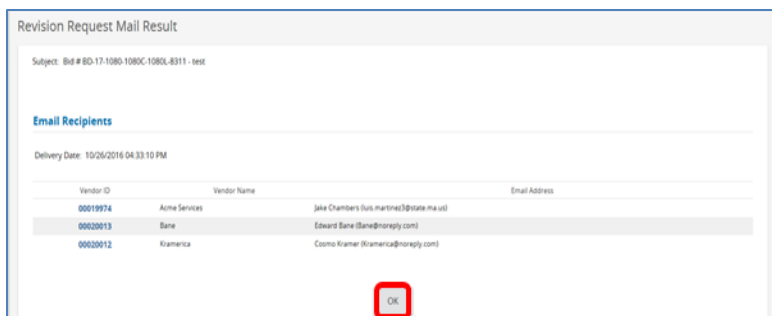 Revision Request Mail Result
Subject: Bid # BD-17-1080-1080C-1080L-8311 - test
Email Recipients
Delivery Date: 10/26/2016 04:33:10 PM
Vendor ID Vendor Name Email Address
00019974 Acme Services Jake Chambers (luis.martinez3@state.ma.us)
00020013 Bane Edward Bane (Bane@noreply.com)
00020012 Kramerica Cosmo Kramer (Kramerica@noreply.com)
OK